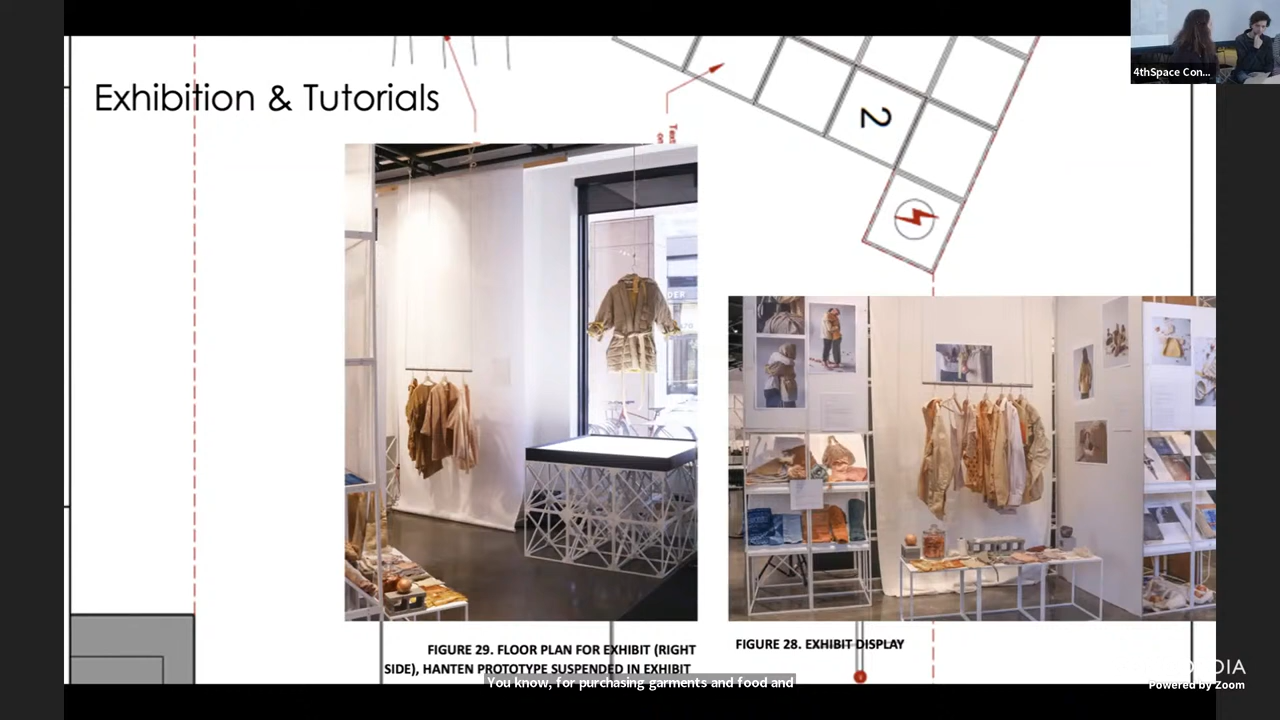 4thSpace Con...
Exhibition & Tutorials
2
FIGURE 29. FLOOR PLAN FOR EXHIBIT (RIGHT
SIDE), HANTEN PROTOTYPE SUSPENDED IN EXHIBIT
FIGURE 28. EXHIBIT DISPLAY
You know, for purchasing garments and food and
Powered by Zoom